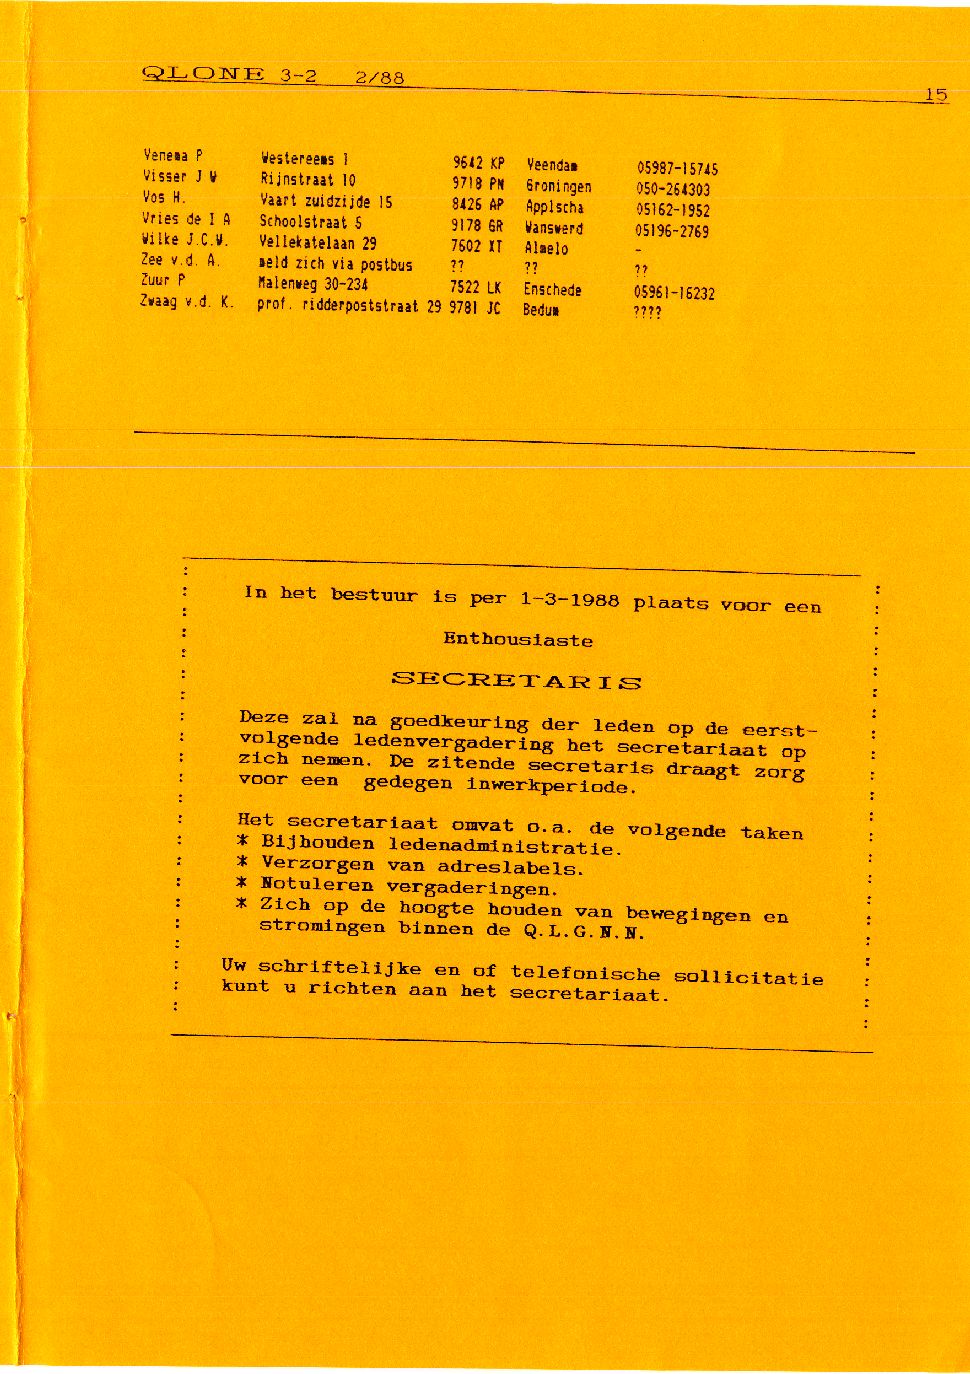 QLONE 3-2 2/88
15
Venema P Westereems 1 9642 KP Veendam 05987-15745
Visser J W Rijnstraat 10 9718 PN Groningen 050-264303
Vos H. Vaart zuidzijde 15 8426 AP Applscha 05162-1952
Vries de I A Schoolstraat 5 9178 GR Wanswerd 05196-2769
Wilke J.C.W. Vellekatelaan 29 7602 XT Almelo -
Zee v.d. A. meld zich via postbus ?? ?? ??
Zuur P Malenweg 30-234 7522 LK Enschede 05961-16232
Zwaag v.d. K. prof. ridderpoststraat 29 9781 JC Bedum ????
In het bestuur is per 1-3-1988 plaats voor een
Enthousiaste
SECRETARIS
Deze zal na goedkeuring der leden op de eerst-
volgende ledenvergadering het secretariaat op
zich nemen. De zitende secretaris draagt zorg
voor een gedegen inwerkperiode.
Het secretariaat omvat o.a. de volgende taken
* Bijhouden ledenadministratie.
* Verzorgen van adreslabels.
* Notuleren vergaderingen.
* Zich op de hoogte houden van bewegingen en
stromingen binnen de Q.L.G.N.N.
Uw schriftelijke en of telefonische sollicitatie
kunt u richten aan het secretariaat.